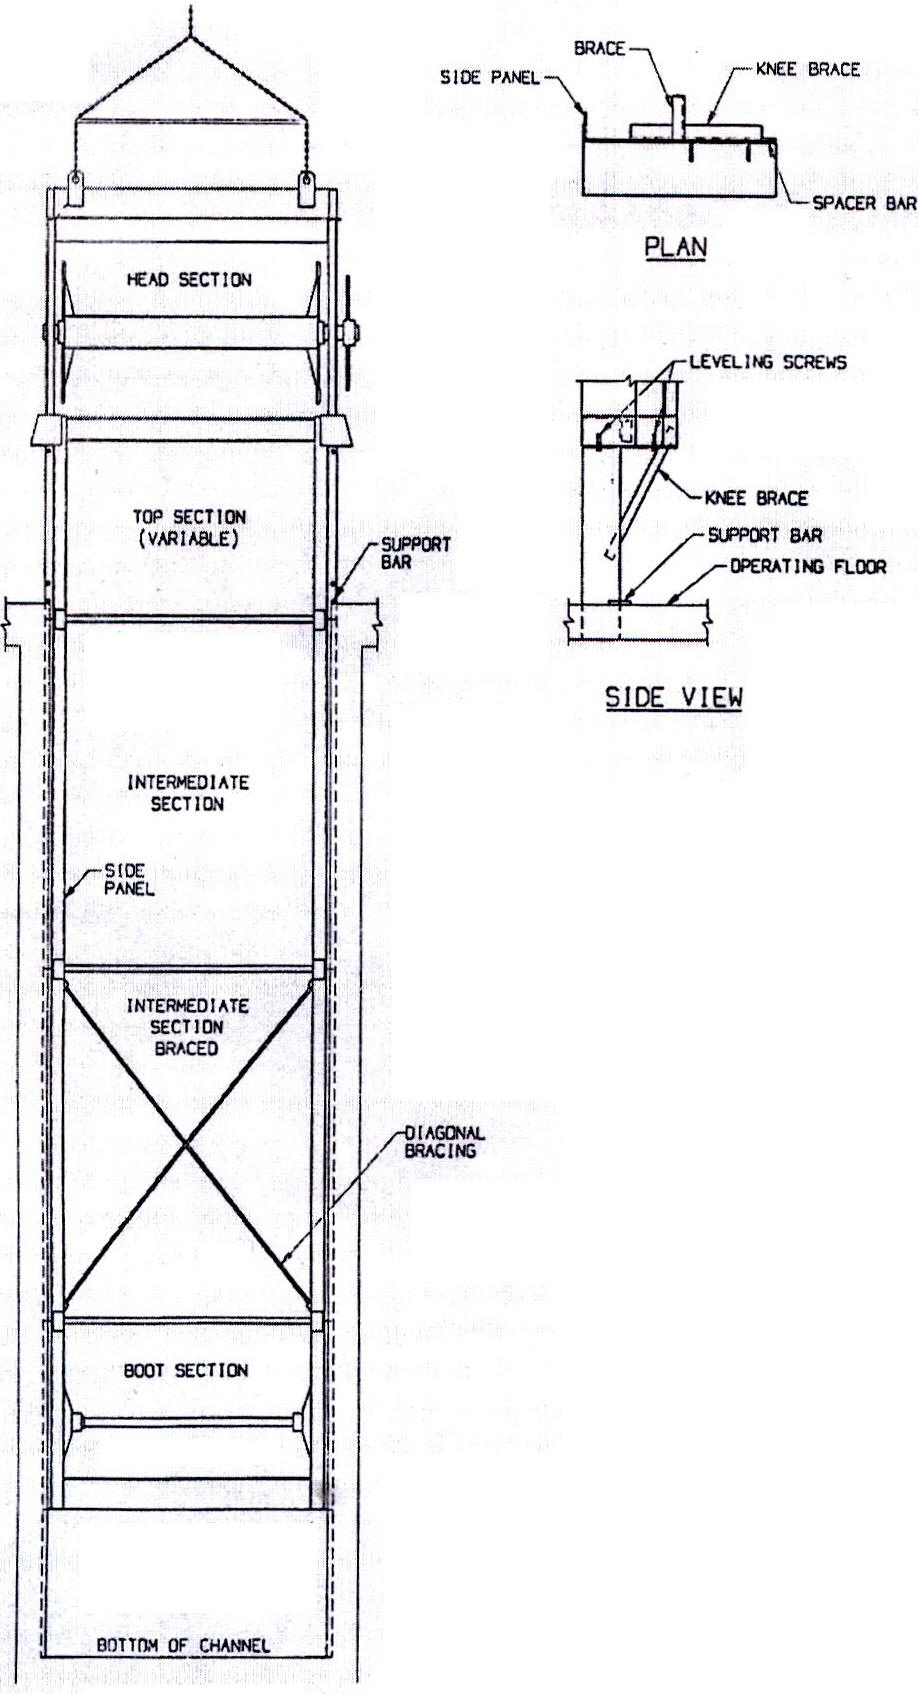 BRACE
SIDE PANEL
KNEE BRACE
SPACER BAR
PLAN
HEAD SECTION
LEVELING SCREWS
KNEE BRACE
SUPPORT BAR
OPERATING FLOOR
SIDE VIEW
TOP SECTION
(VARIABLE)
SUPPORT
BAR
INTERMEDIATE
SECTION
SIDE
PANEL
INTERMEDIATE
SECTION
BRACED
DIAGONAL
BRACING
BOOT SECTION
BOTTOM OF CHANNEL